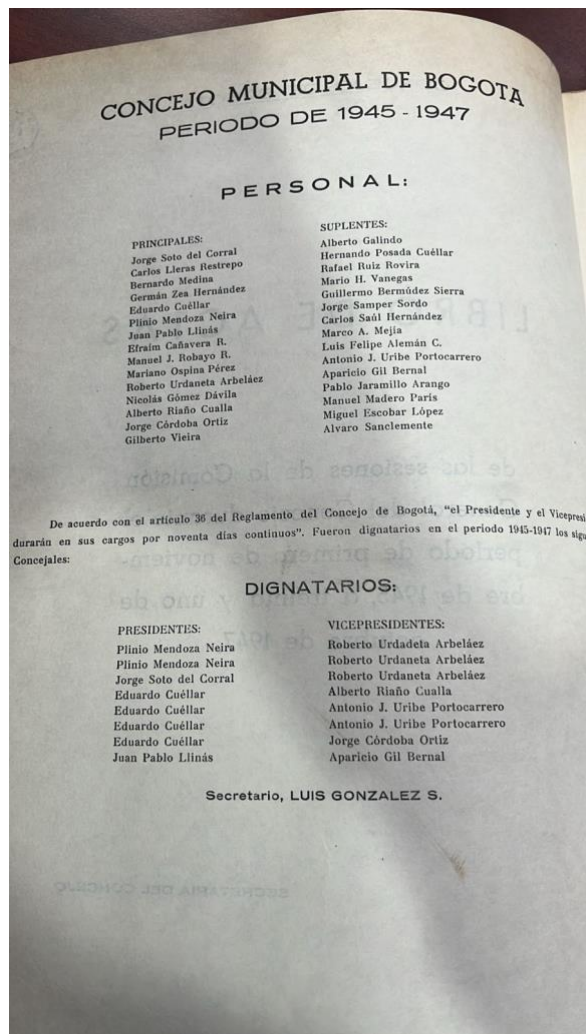 CONCEJO MUNICIPAL DE BOGOTA
PERIODO DE 1945 - 1947
PERSONAL:
PRINCIPALES:
Jorge Soto del Corral
Carlos Lleras Restrepo
Bernardo Medina
Germán Zea Hernández
Eduardo Cuéllar
Plinio Mendoza Neira
Juan Pablo Llinás
Efraím Cañavera R.
Manuel J. Robayo R.
Mariano Ospina Pérez
Roberto Urdaneta Arbeláez
Nicolás Gómez Dávila
Alberto Riaño Cualla
Jorge Córdoba Ortiz
Gilberto Vieira
SUPLENTES:
Alberto Galindo
Hernando Posada Cuéllar
Rafael Ruiz Rovira
Mario H. Vanegas
Guillermo Bermúdez Sierra
Jorge Samper Sordo
Carlos Saúl Hernández
Marco A. Mejía
Luis Felipe Alemán C.
Antonio J. Uribe Portocarrero
Aparicio Gil Bernal
Pablo Jaramillo Arango
Manuel Madero París
Miguel Escobar López
Alvaro Sanclemente
De acuerdo con el artículo 36 del Reglamento del Concejo de Bogotá, "el Presidente y el Vicepresi
durarán en sus cargos por noventa días continuos". Fueron dignatarios en el período 1945-1947 los sigu
Concejales:
DIGNATARIOS:
PRESIDENTES:
Plinio Mendoza Neira
Plinio Mendoza Neira
Jorge Soto del Corral
Eduardo Cuéllar
Eduardo Cuéllar
Eduardo Cuéllar
Eduardo Cuéllar
Juan Pablo Llinás
VICEPRESIDENTES:
Roberto Urdadeta Arbeláez
Roberto Urdaneta Arbeláez
Roberto Urdaneta Arbeláez
Alberto Riaño Cualla
Antonio J. Uribe Portocarrero
Antonio J. Uribe Portocarrero
Jorge Córdoba Ortiz
Aparicio Gil Bernal
Secretario, LUIS GONZALEZ S.